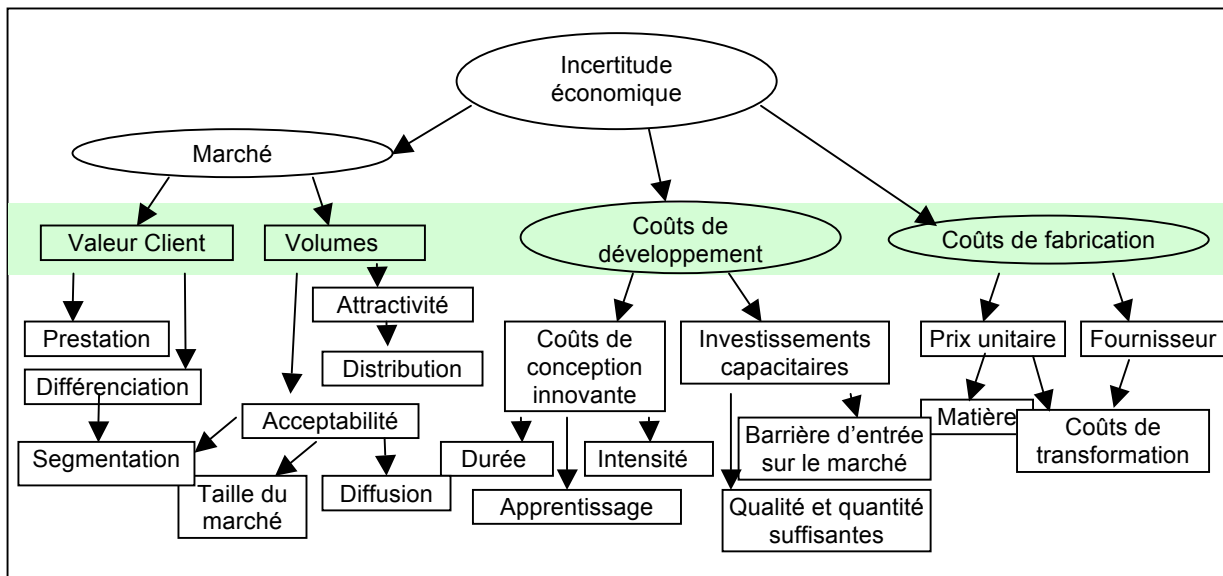 Incertitude
économique
Marché
Valeur Client
Volumes
Coûts de
développement
Coûts de fabrication
Attractivité
Prestation
Distribution
Différenciation
Acceptabilité
Segmentation
Taille du
marché
Diffusion
Coûts de
conception
innovante
Investissements
capacitaires
Durée
Intensité
Apprentissage
Barrière d'entrée
sur le marché
Qualité et quantité
suffisantes
Prix unitaire
Fournisseur
Matière
Coûts de
transformation